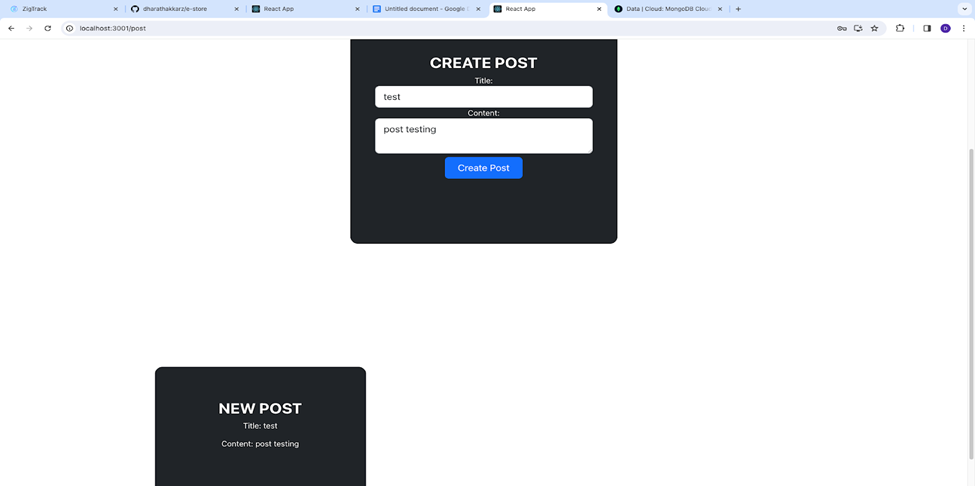 ZigTrack
dharathakkarz/e-store
React App
Untitled document - Google D
React App
Data | Cloud: MongoDB Cloud
localhost:3001/post
D
CREATE POST
Title:
test
Content:
post testing
Create Post
NEW POST
Title: test
Content: post testing